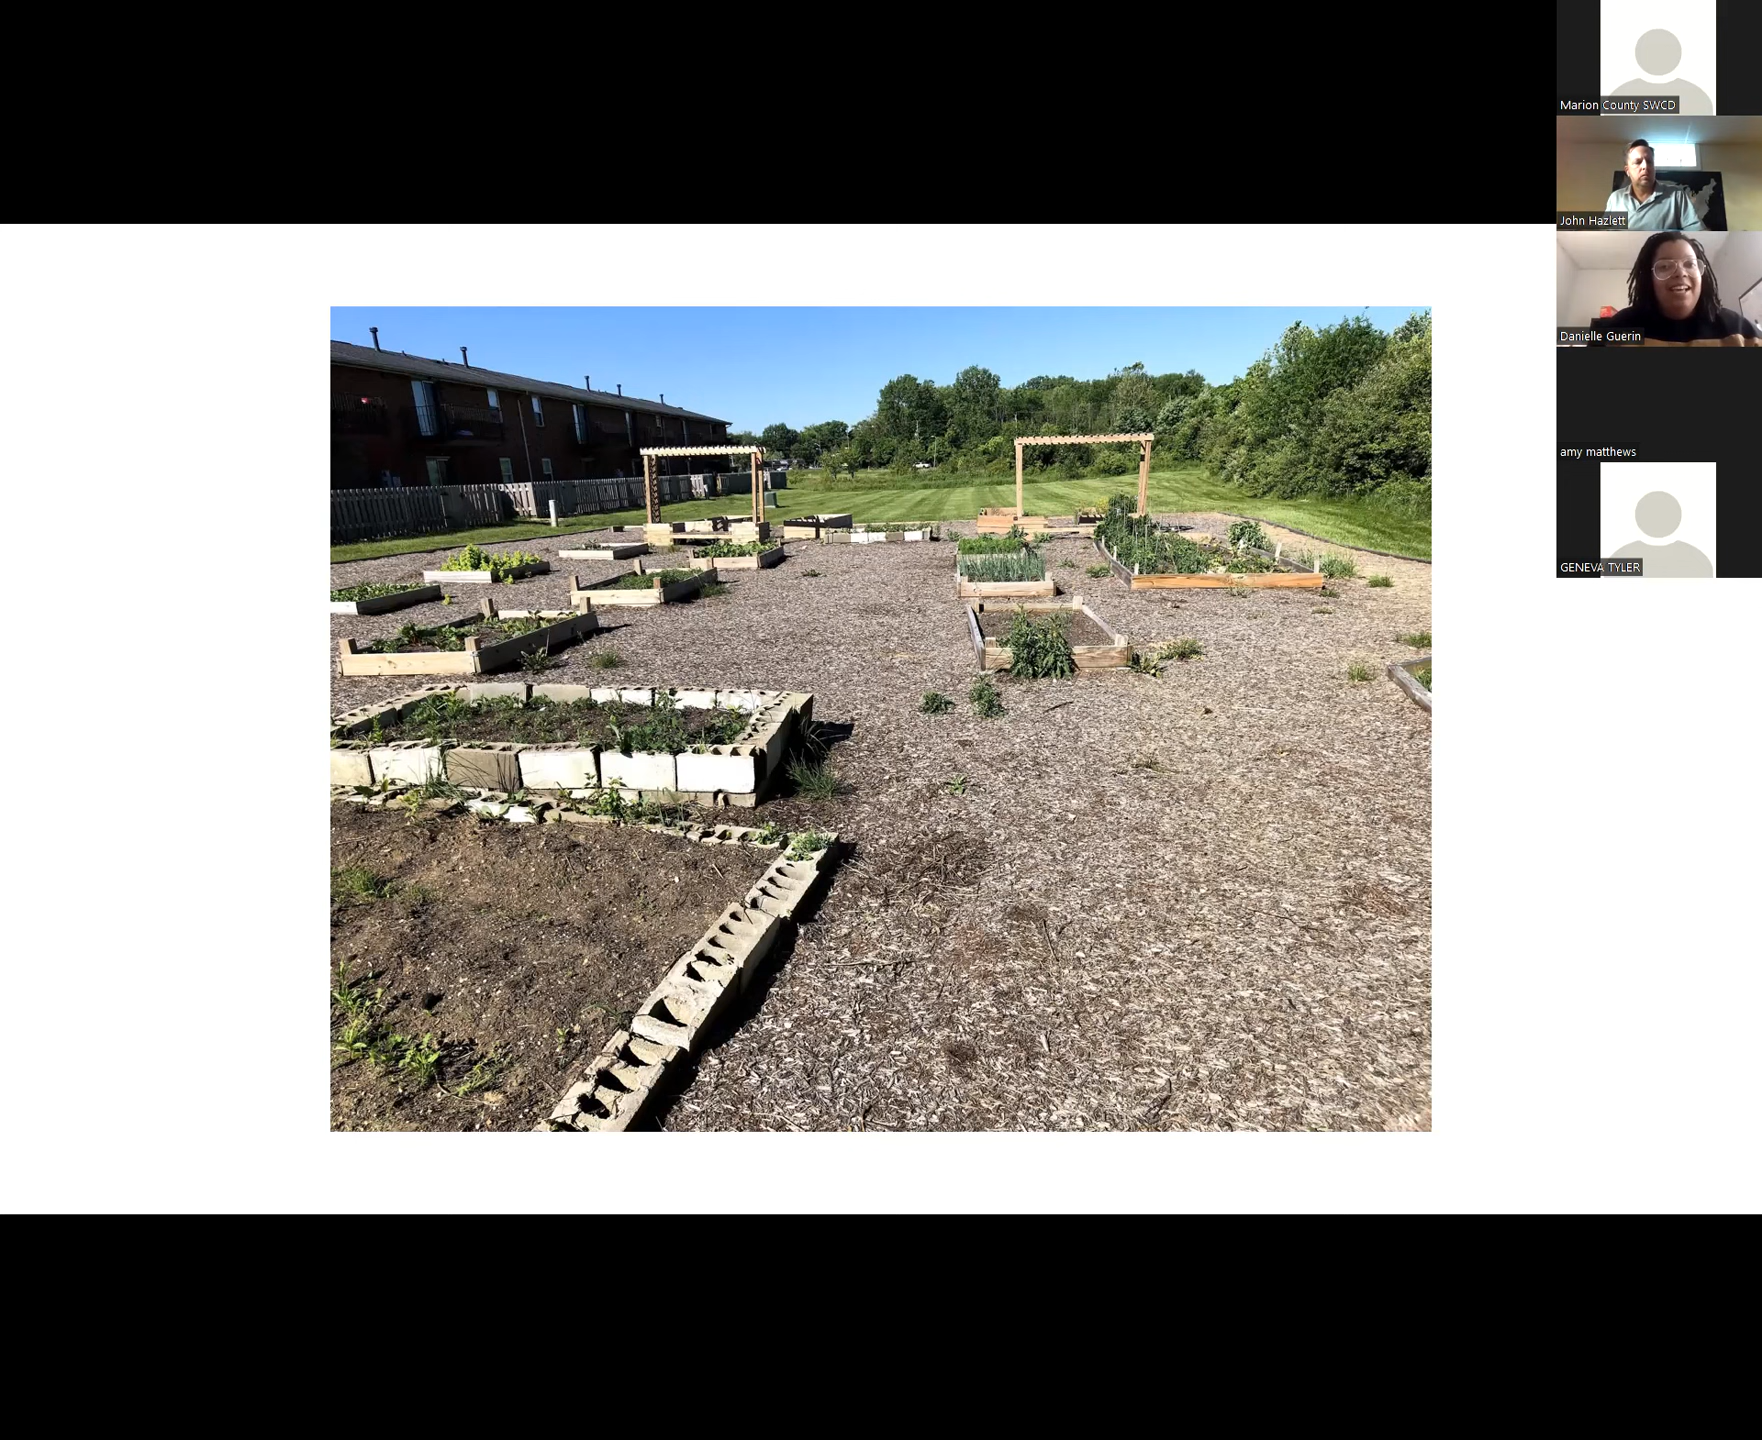 Marion County SWCD
John Hazlett
Danielle Guerin
amy matthews
GENEVA TYLER